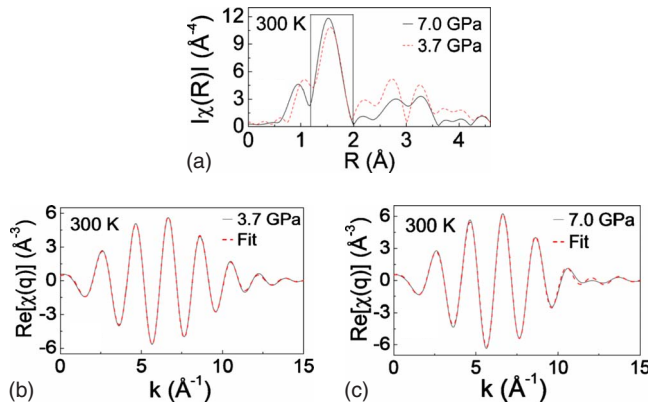 12
9
6
3
0
|χ(R)| (Å⁻⁴)
300 K
7.0 GPa
3.7 GPa
0 1 2 3 4
R (Å)
(a)
6
3
0
-3
-6
Re[χ(q)] (Å⁻³)
300 K
3.7 GPa
Fit
0 5 10 15
k (Å⁻¹)
(b)
6
3
0
-3
-6
Re[χ(q)] (Å⁻³)
300 K
7.0 GPa
Fit
0 5 10 15
k (Å⁻¹)
(c)